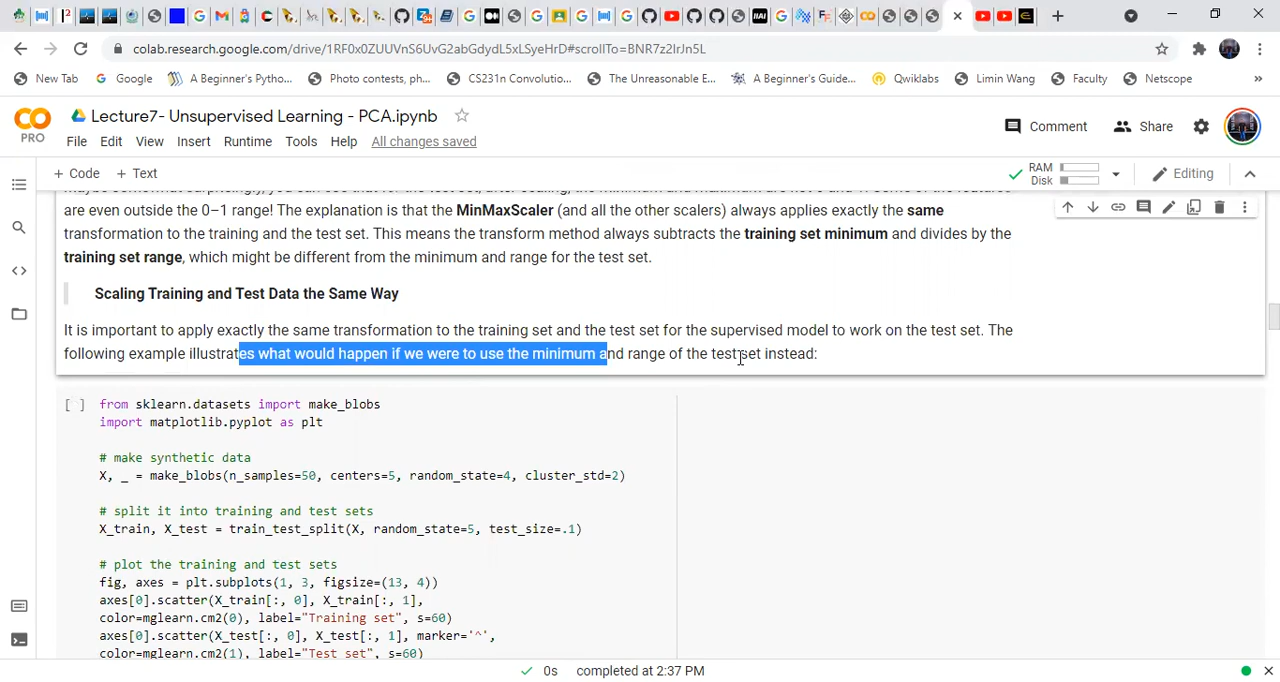 colab.research.google.com/drive/1RF0x0ZUUVnS6UvG2abGdydL5xLSyeHrD#scrollTo=BNR7z2IrJn5L
New Tab
Google
A Beginner's Pytho...
Photo contests, ph...
CS231n Convolutio...
The Unreasonable E...
A Beginner's Guide...
Qwiklabs
Limin Wang
Faculty
Netscope
»
CO
PRO
Lecture7- Unsupervised Learning - PCA.ipynb
Comment
Share
File Edit View Insert Runtime Tools Help All changes saved
+ Code + Text
RAM
Disk
Editing
are even outside the 0–1 range! The explanation is that the MinMaxScaler (and all the other scalers) always applies exactly the same
transformation to the training and the test set. This means the transform method always subtracts the training set minimum and divides by the
training set range, which might be different from the minimum and range for the test set.
Scaling Training and Test Data the Same Way
It is important to apply exactly the same transformation to the training set and the test set for the supervised model to work on the test set. The
following example illustrates what would happen if we were to use the minimum and range of the test set instead:
[ ] from sklearn.datasets import make_blobs
import matplotlib.pyplot as plt
# make synthetic data
X, _ = make_blobs(n_samples=50, centers=5, random_state=4, cluster_std=2)
# split it into training and test sets
X_train, X_test = train_test_split(X, random_state=5, test_size=.1)
# plot the training and test sets
fig, axes = plt.subplots(1, 3, figsize=(13, 4))
axes[0].scatter(X_train[:, 0], X_train[:, 1],
color=mglearn.cm2(0), label="Training set", s=60)
axes[0].scatter(X_test[:, 0], X_test[:, 1], marker='^',
color=mglearn.cm2(1), label="Test set", s=60)
0s completed at 2:37 PM